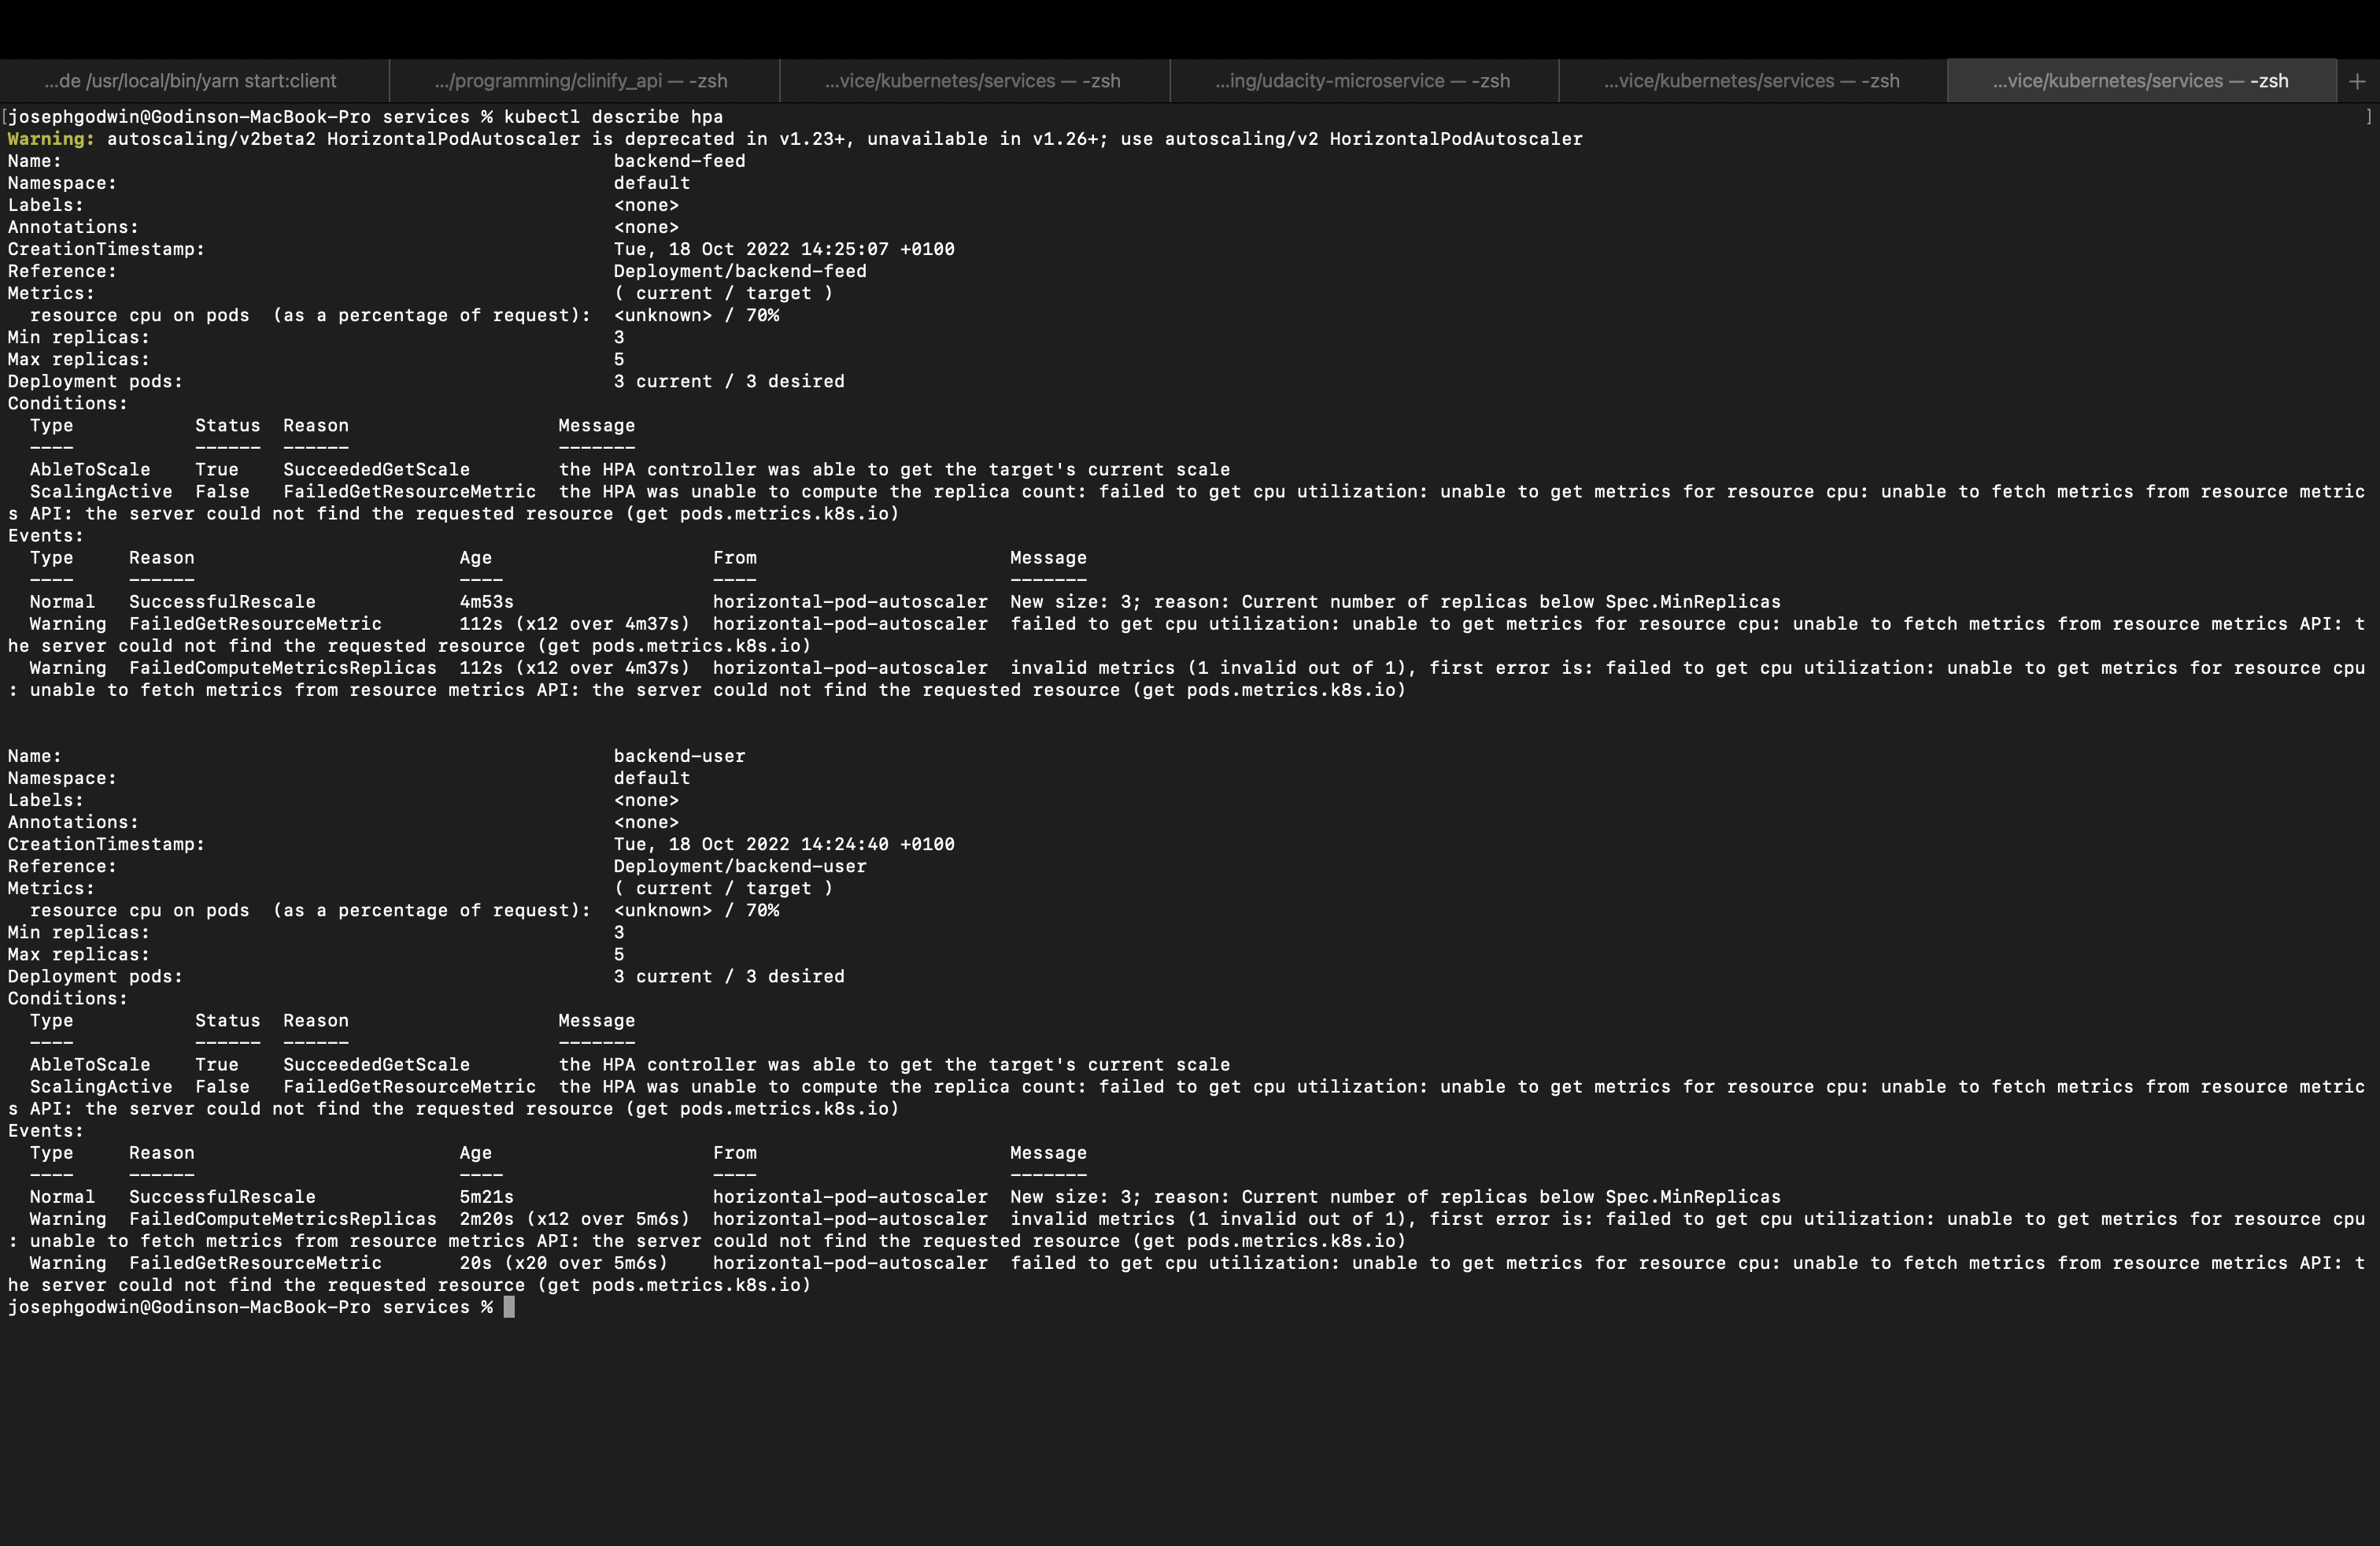 ...de /usr/local/bin/yarn start:client   .../programming/clinify_api — -zsh   ...vice/kubernetes/services — -zsh   ...ing/udacity-microservice — -zsh   ...vice/kubernetes/services — -zsh   ...vice/kubernetes/services — -zsh   +
[josephgodwin@Godinson-MacBook-Pro services % kubectl describe hpa ]
Warning: autoscaling/v2beta2 HorizontalPodAutoscaler is deprecated in v1.23+, unavailable in v1.26+; use autoscaling/v2 HorizontalPodAutoscaler
Name:                                                  backend-feed
Namespace:                                             default
Labels:                                                <none>
Annotations:                                           <none>
CreationTimestamp:                                     Tue, 18 Oct 2022 14:25:07 +0100
Reference:                                             Deployment/backend-feed
Metrics:                                               ( current / target )
  resource cpu on pods  (as a percentage of request):  <unknown> / 70%
Min replicas:                                          3
Max replicas:                                          5
Deployment pods:                                       3 current / 3 desired
Conditions:
  Type           Status  Reason                   Message
  ----           ------  ------                   -------
  AbleToScale    True    SucceededGetScale        the HPA controller was able to get the target's current scale
  ScalingActive  False   FailedGetResourceMetric  the HPA was unable to compute the replica count: failed to get cpu utilization: unable to get metrics for resource cpu: unable to fetch metrics from resource metric
s API: the server could not find the requested resource (get pods.metrics.k8s.io)
Events:
  Type     Reason                        Age                    From                       Message
  ----     ------                        ----                   ----                       -------
  Normal   SuccessfulRescale             4m53s                  horizontal-pod-autoscaler  New size: 3; reason: Current number of replicas below Spec.MinReplicas
  Warning  FailedGetResourceMetric       112s (x12 over 4m37s)  horizontal-pod-autoscaler  failed to get cpu utilization: unable to get metrics for resource cpu: unable to fetch metrics from resource metrics API: t
he server could not find the requested resource (get pods.metrics.k8s.io)
  Warning  FailedComputeMetricsReplicas  112s (x12 over 4m37s)  horizontal-pod-autoscaler  invalid metrics (1 invalid out of 1), first error is: failed to get cpu utilization: unable to get metrics for resource cpu
: unable to fetch metrics from resource metrics API: the server could not find the requested resource (get pods.metrics.k8s.io)
Name:                                                  backend-user
Namespace:                                             default
Labels:                                                <none>
Annotations:                                           <none>
CreationTimestamp:                                     Tue, 18 Oct 2022 14:24:40 +0100
Reference:                                             Deployment/backend-user
Metrics:                                               ( current / target )
  resource cpu on pods  (as a percentage of request):  <unknown> / 70%
Min replicas:                                          3
Max replicas:                                          5
Deployment pods:                                       3 current / 3 desired
Conditions:
  Type           Status  Reason                   Message
  ----           ------  ------                   -------
  AbleToScale    True    SucceededGetScale        the HPA controller was able to get the target's current scale
  ScalingActive  False   FailedGetResourceMetric  the HPA was unable to compute the replica count: failed to get cpu utilization: unable to get metrics for resource cpu: unable to fetch metrics from resource metric
s API: the server could not find the requested resource (get pods.metrics.k8s.io)
Events:
  Type     Reason                        Age                    From                       Message
  ----     ------                        ----                   ----                       -------
  Normal   SuccessfulRescale             5m21s                  horizontal-pod-autoscaler  New size: 3; reason: Current number of replicas below Spec.MinReplicas
  Warning  FailedComputeMetricsReplicas  2m20s (x12 over 5m6s)  horizontal-pod-autoscaler  invalid metrics (1 invalid out of 1), first error is: failed to get cpu utilization: unable to get metrics for resource cpu
: unable to fetch metrics from resource metrics API: the server could not find the requested resource (get pods.metrics.k8s.io)
  Warning  FailedGetResourceMetric       20s (x20 over 5m6s)    horizontal-pod-autoscaler  failed to get cpu utilization: unable to get metrics for resource cpu: unable to fetch metrics from resource metrics API: t
he server could not find the requested resource (get pods.metrics.k8s.io)
josephgodwin@Godinson-MacBook-Pro services %